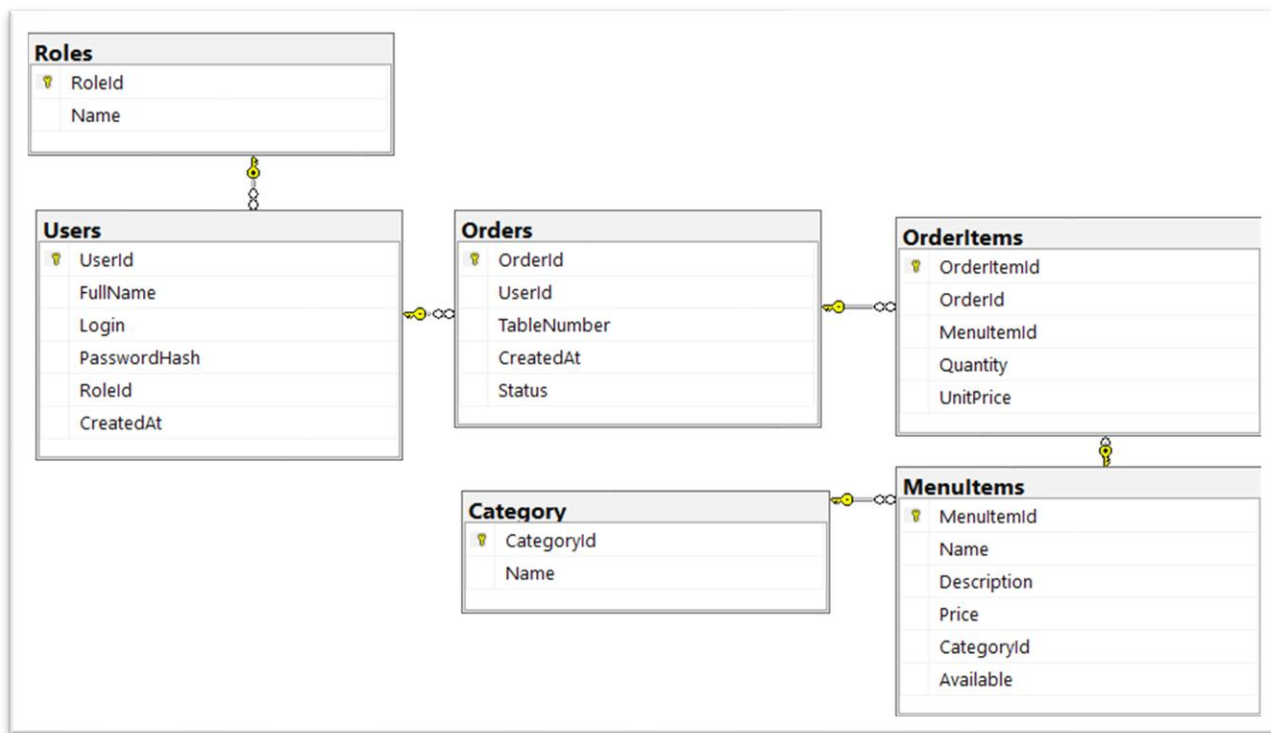 Roles
RoleId
Name
Users
UserId
FullName
Login
PasswordHash
RoleId
CreatedAt
Orders
OrderId
UserId
TableNumber
CreatedAt
Status
OrderItems
OrderItemId
OrderId
MenuItemId
Quantity
UnitPrice
Category
CategoryId
Name
MenuItems
MenuItemId
Name
Description
Price
CategoryId
Available